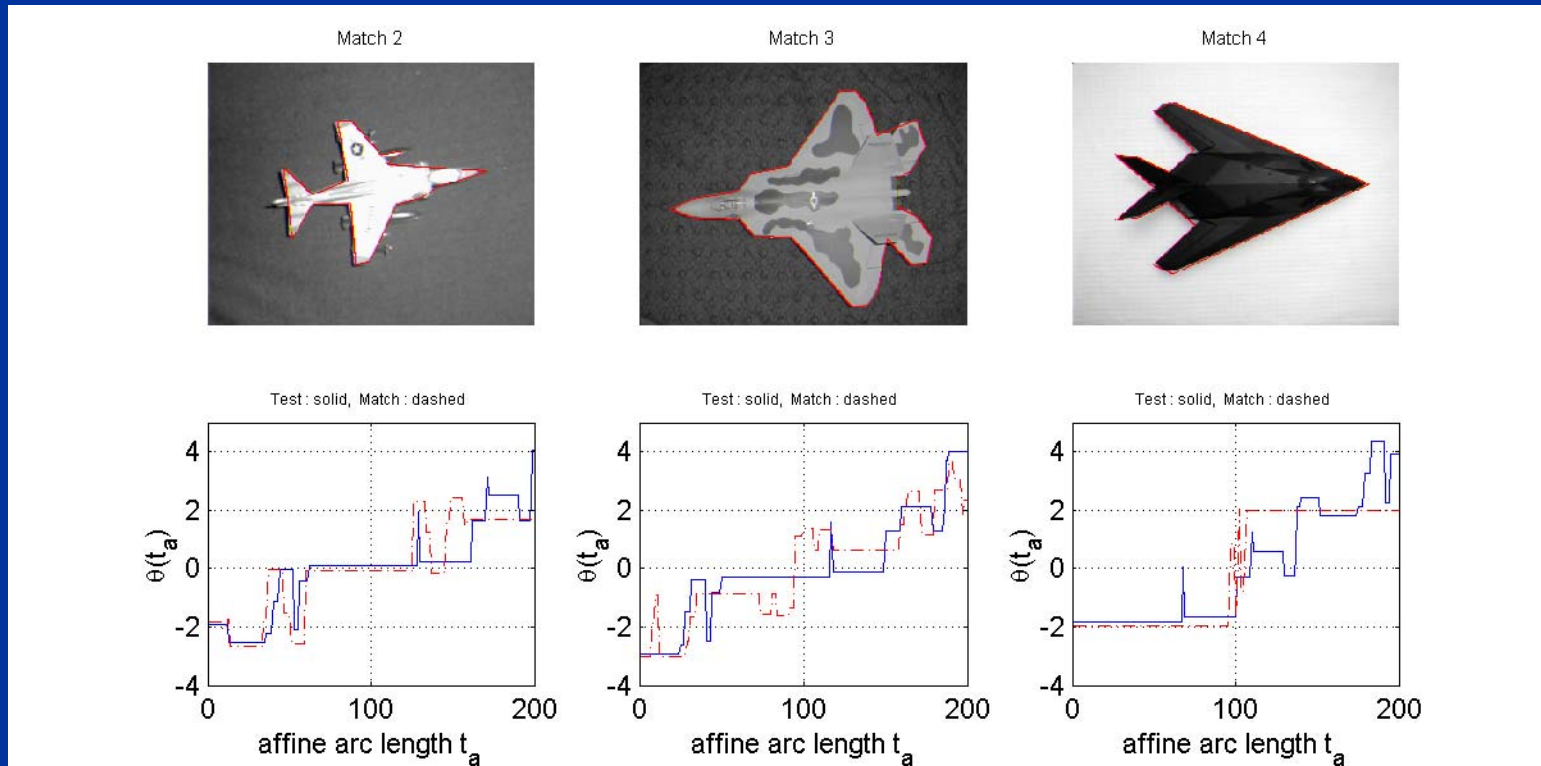 Match 2
Match 3
Match 4
Test : solid, Match : dashed
Test : solid, Match : dashed
Test : solid, Match : dashed
4
2
0
-2
-4
θ(t_a)
0 100 200
affine arc length t_a
4
2
0
-2
-4
θ(t_a)
0 100 200
affine arc length t_a
4
2
0
-2
-4
θ(t_a)
0 100 200
affine arc length t_a